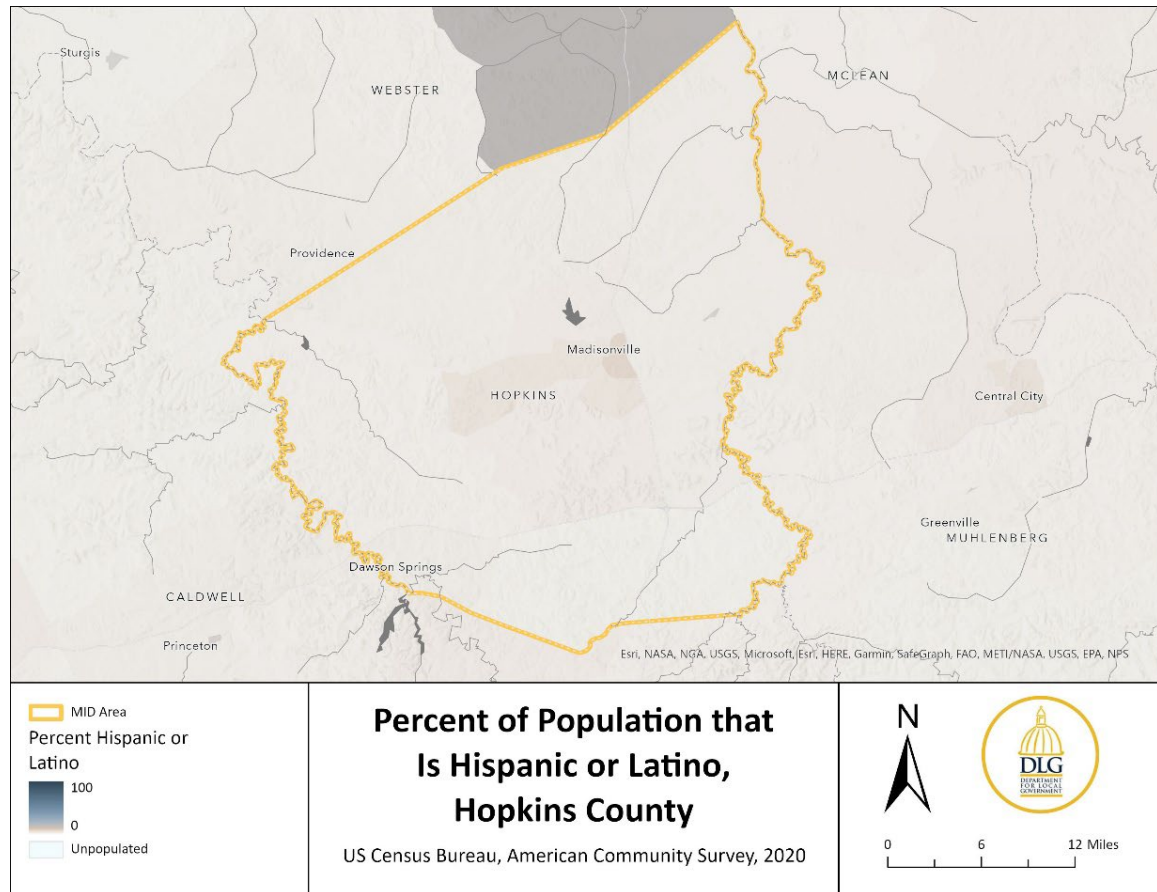 Sturgis
WEBSTER
MCLEAN
Providence
Madisonville
HOPKINS
Central City
Greenville
MUHLENBERG
Dawson Springs
CALDWELL
Princeton
Esri, NASA, NGA, USGS, Microsoft, Esri, HERE, Garmin, SafeGraph, FAO, METI/NASA, USGS, EPA, NPS
MID Area
Percent Hispanic or
Latino
100
0
Unpopulated
Percent of Population that
Is Hispanic or Latino,
Hopkins County
US Census Bureau, American Community Survey, 2020
N
DLG
DEPARTMENT
FOR LOCAL
GOVERNMENT
0 6 12 Miles